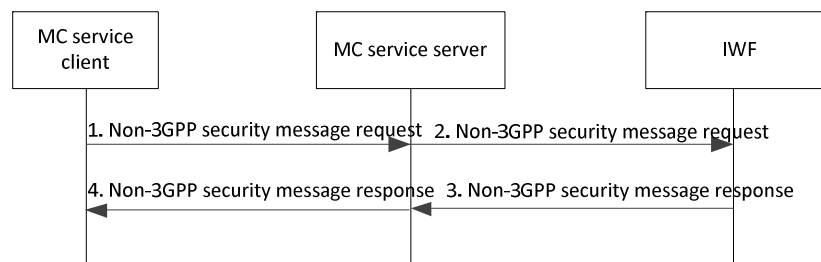 MC service
client
MC service server
IWF
1. Non-3GPP security message request
2. Non-3GPP security message request
4. Non-3GPP security message response
3. Non-3GPP security message response